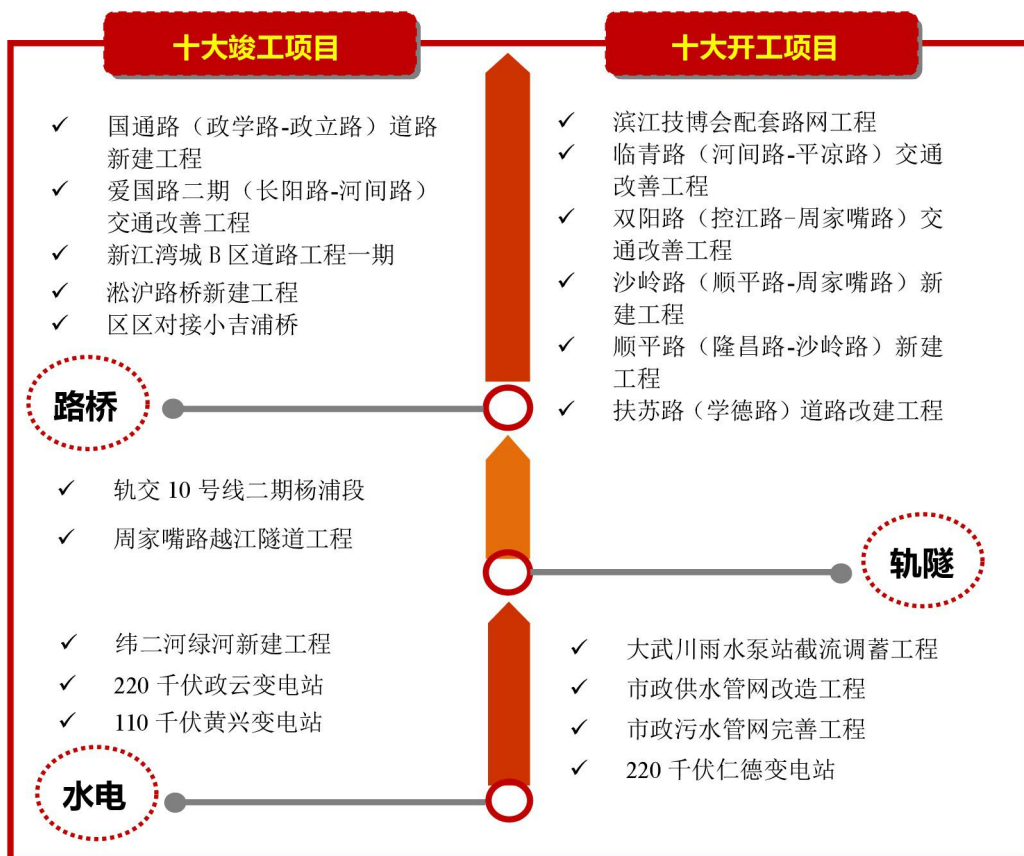 十大竣工项目
国通路（政学路-政立路）道路
新建工程
爱国路二期（长阳路-河间路）
交通改善工程
新江湾城 B 区道路工程一期
淞沪路桥新建工程
区区对接小吉浦桥
路桥
轨交 10 号线二期杨浦段
周家嘴路越江隧道工程
纬二河绿河新建工程
220 千伏政云变电站
110 千伏黄兴变电站
水电
十大开工项目
滨江技博会配套路网工程
临青路（河间路-平凉路）交通
改善工程
双阳路（控江路-周家嘴路）交
通改善工程
沙岭路（顺平路-周家嘴路）新
建工程
顺平路（隆昌路-沙岭路）新建
工程
扶苏路（学德路）道路改建工程
轨隧
大武川雨水泵站截流调蓄工程
市政供水管网改造工程
市政污水管网完善工程
220 千伏仁德变电站